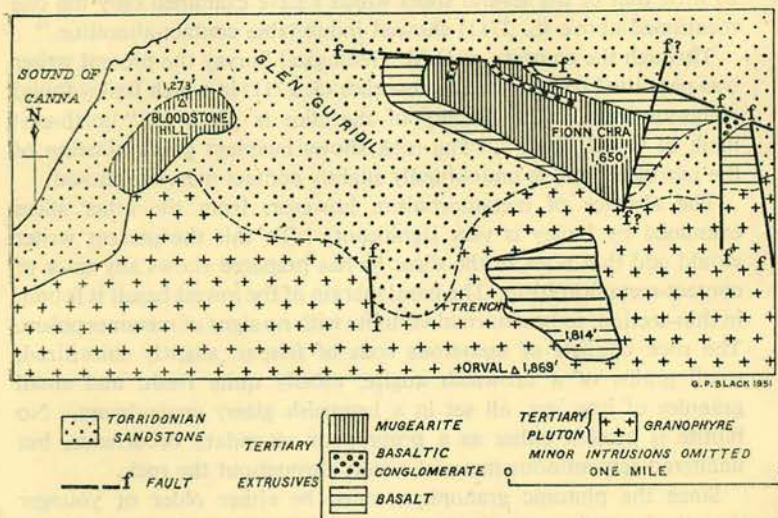 SOUND OF
CANNA
N
1,273'
BLOODSTONE
HILL
GLEN GUIRIDIL
f
f
f?
f
f
FIONN CHRA
1,650'
f?
f
f
f
TRENCH
1,814'
ORVAL 1,869'
G. P. BLACK 1951
TORRIDONIAN
SANDSTONE
f FAULT
TERTIARY
EXTRUSIVES
MUGEARITE
BASALTIC
CONGLOMERATE
BASALT
TERTIARY
PLUTON
GRANOPHYRE
MINOR INTRUSIONS OMITTED
ONE MILE